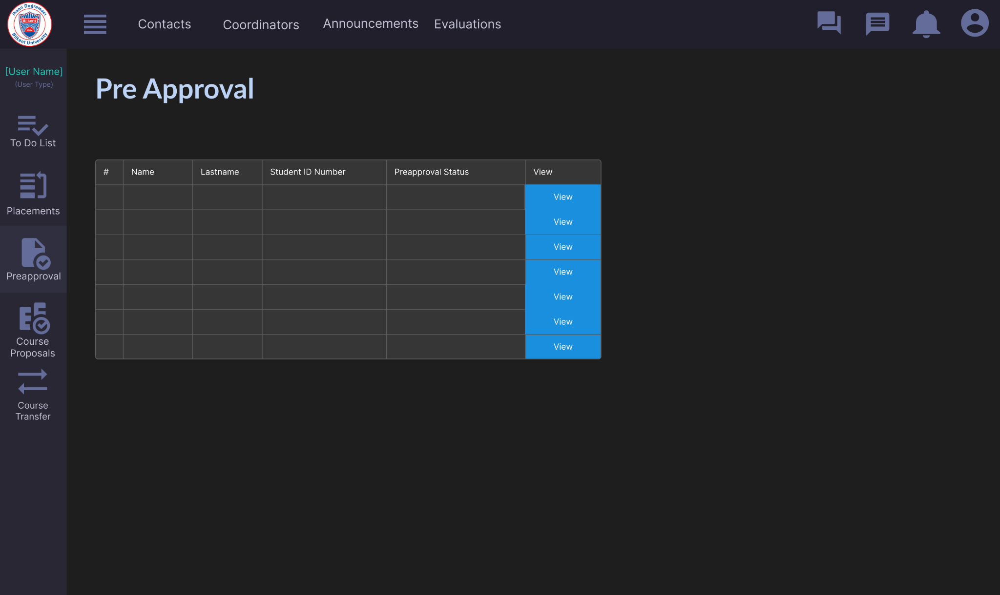 İhsan Doğramacı
Bilkent
1984
Bilkent University
Contacts
Coordinators
Announcements
Evaluations
[User Name]
(User Type)
To Do List
Placements
Preapproval
Course
Proposals
Course
Transfer
Pre Approval
# Name Lastname Student ID Number Preapproval Status View
View
View
View
View
View
View
View